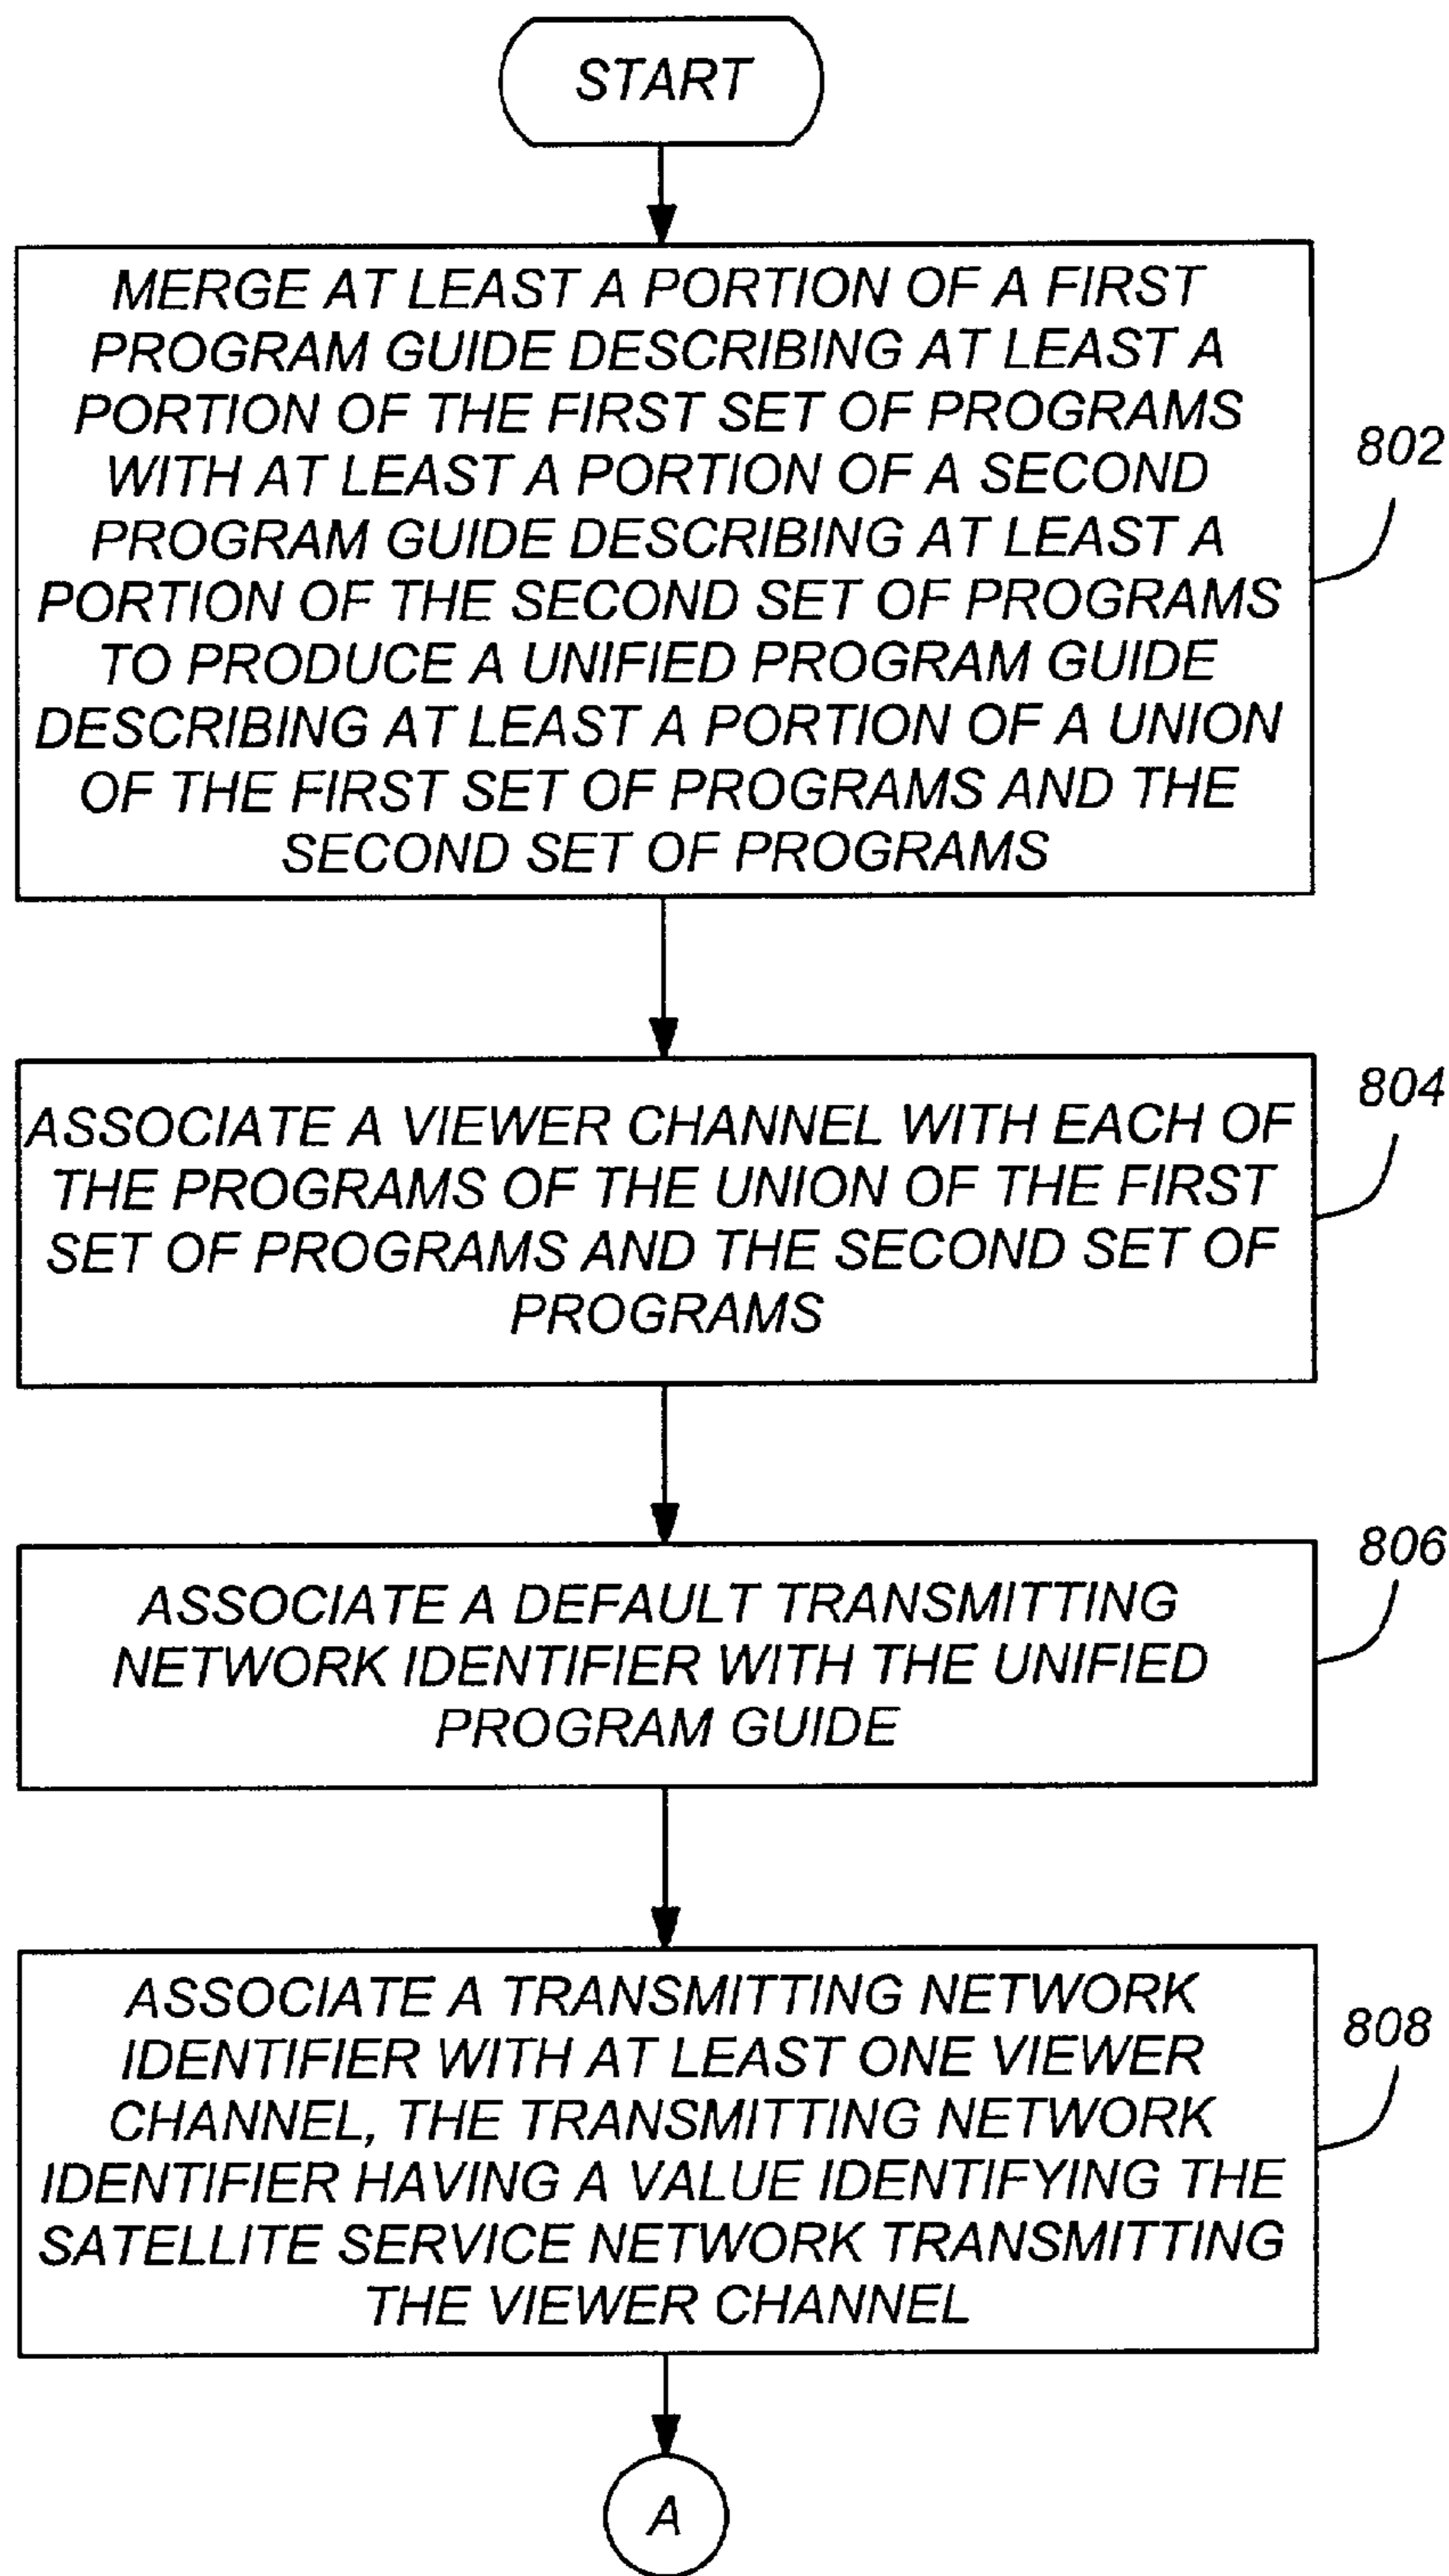 START
MERGE AT LEAST A PORTION OF A FIRST
PROGRAM GUIDE DESCRIBING AT LEAST A
PORTION OF THE FIRST SET OF PROGRAMS
WITH AT LEAST A PORTION OF A SECOND
PROGRAM GUIDE DESCRIBING AT LEAST A
PORTION OF THE SECOND SET OF PROGRAMS
TO PRODUCE A UNIFIED PROGRAM GUIDE
DESCRIBING AT LEAST A PORTION OF A UNION
OF THE FIRST SET OF PROGRAMS AND THE
SECOND SET OF PROGRAMS
802
ASSOCIATE A VIEWER CHANNEL WITH EACH OF
THE PROGRAMS OF THE UNION OF THE FIRST
SET OF PROGRAMS AND THE SECOND SET OF
PROGRAMS
804
ASSOCIATE A DEFAULT TRANSMITTING
NETWORK IDENTIFIER WITH THE UNIFIED
PROGRAM GUIDE
806
ASSOCIATE A TRANSMITTING NETWORK
IDENTIFIER WITH AT LEAST ONE VIEWER
CHANNEL, THE TRANSMITTING NETWORK
IDENTIFIER HAVING A VALUE IDENTIFYING THE
SATELLITE SERVICE NETWORK TRANSMITTING
THE VIEWER CHANNEL
808
A